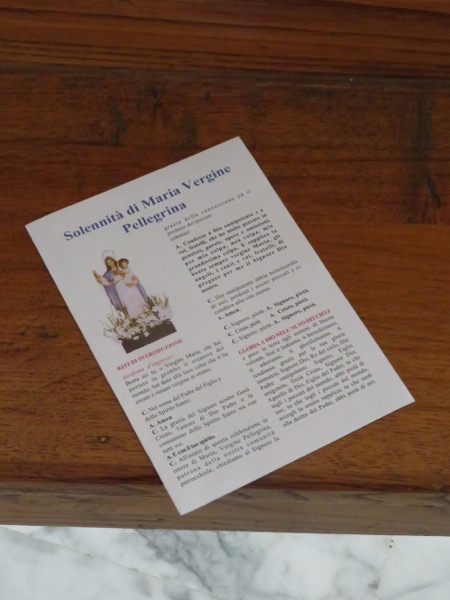 Solennità di Maria Vergine
Pellegrina
RITI DI INTRODUZIONE
Antifona d'ingresso
Beata sei tu, o Vergine Maria, che hai
portato in grembo il creatore del
mondo; hai dato alla luce colui che ti ha
creato e rimani vergine in eterno.
C. Nel nome del Padre del Figlio e
dello Spirito Santo.
A. Amen
C. La grazia del Signore nostro Gesù
Cristo, l'amore di Dio Padre e la
comunione dello Spirito Santo sia con
tutti voi.
A. E con il tuo spirito.
C. All'inizio di questa celebrazione in
onore di Maria, Vergine Pellegrina,
patrona della nostra comunità
parrocchiale, chiediamo al Signore la
grazia della conversione ed il
perdono dei peccati.
(silenzio)
A. Confesso a Dio onnipotente e a
voi, fratelli, che ho molto peccato in
pensieri, parole, opere e omissioni,
per mia colpa, mia colpa, mia
grandissima colpa. E supplico la
beata sempre vergine Maria, gli
angeli, i santi e voi, fratelli, di
pregare per me il Signore Dio
nostro.
C. Dio onnipotente abbia misericordia
di noi, perdoni i nostri peccati e ci
conduca alla vita eterna.
A. Amen.
C. Signore, pietà. A. Signore, pietà.
C. Cristo, pietà. A. Cristo, pietà.
C. Signore, pietà. A. Signore, pietà.
GLORIA A DIO NELL'ALTO DEI CIELI
e pace in terra agli uomini di buona
volontà. Noi ti lodiamo, ti benediciamo,
ti adoriamo, ti glorifichiamo, ti
rendiamo grazie per la tua gloria
immensa, Signore Dio, Re del cielo, Dio
Padre onnipotente. Signore, Figlio
unigenito, Gesù Cristo, Signore Dio,
Agnello di Dio, Figlio del Padre, tu che
togli i peccati del mondo, abbi pietà di
noi; tu che togli i peccati del mondo,
accogli la nostra supplica; tu che siedi
alla destra del Padre, abbi pietà di noi.